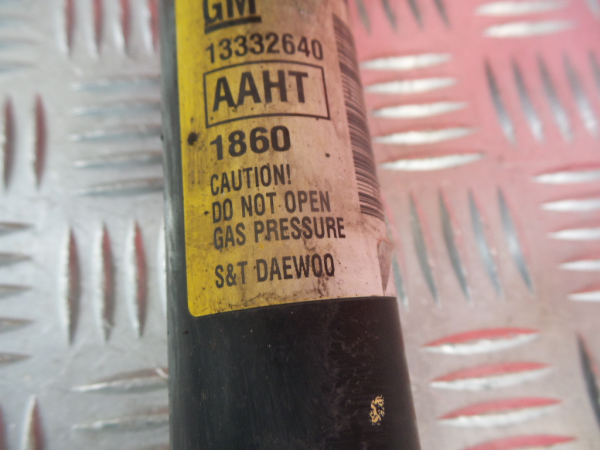 GM
13332640
AAHT
1860
CAUTION!
DO NOT OPEN
GAS PRESSURE
S&T DAEWOO